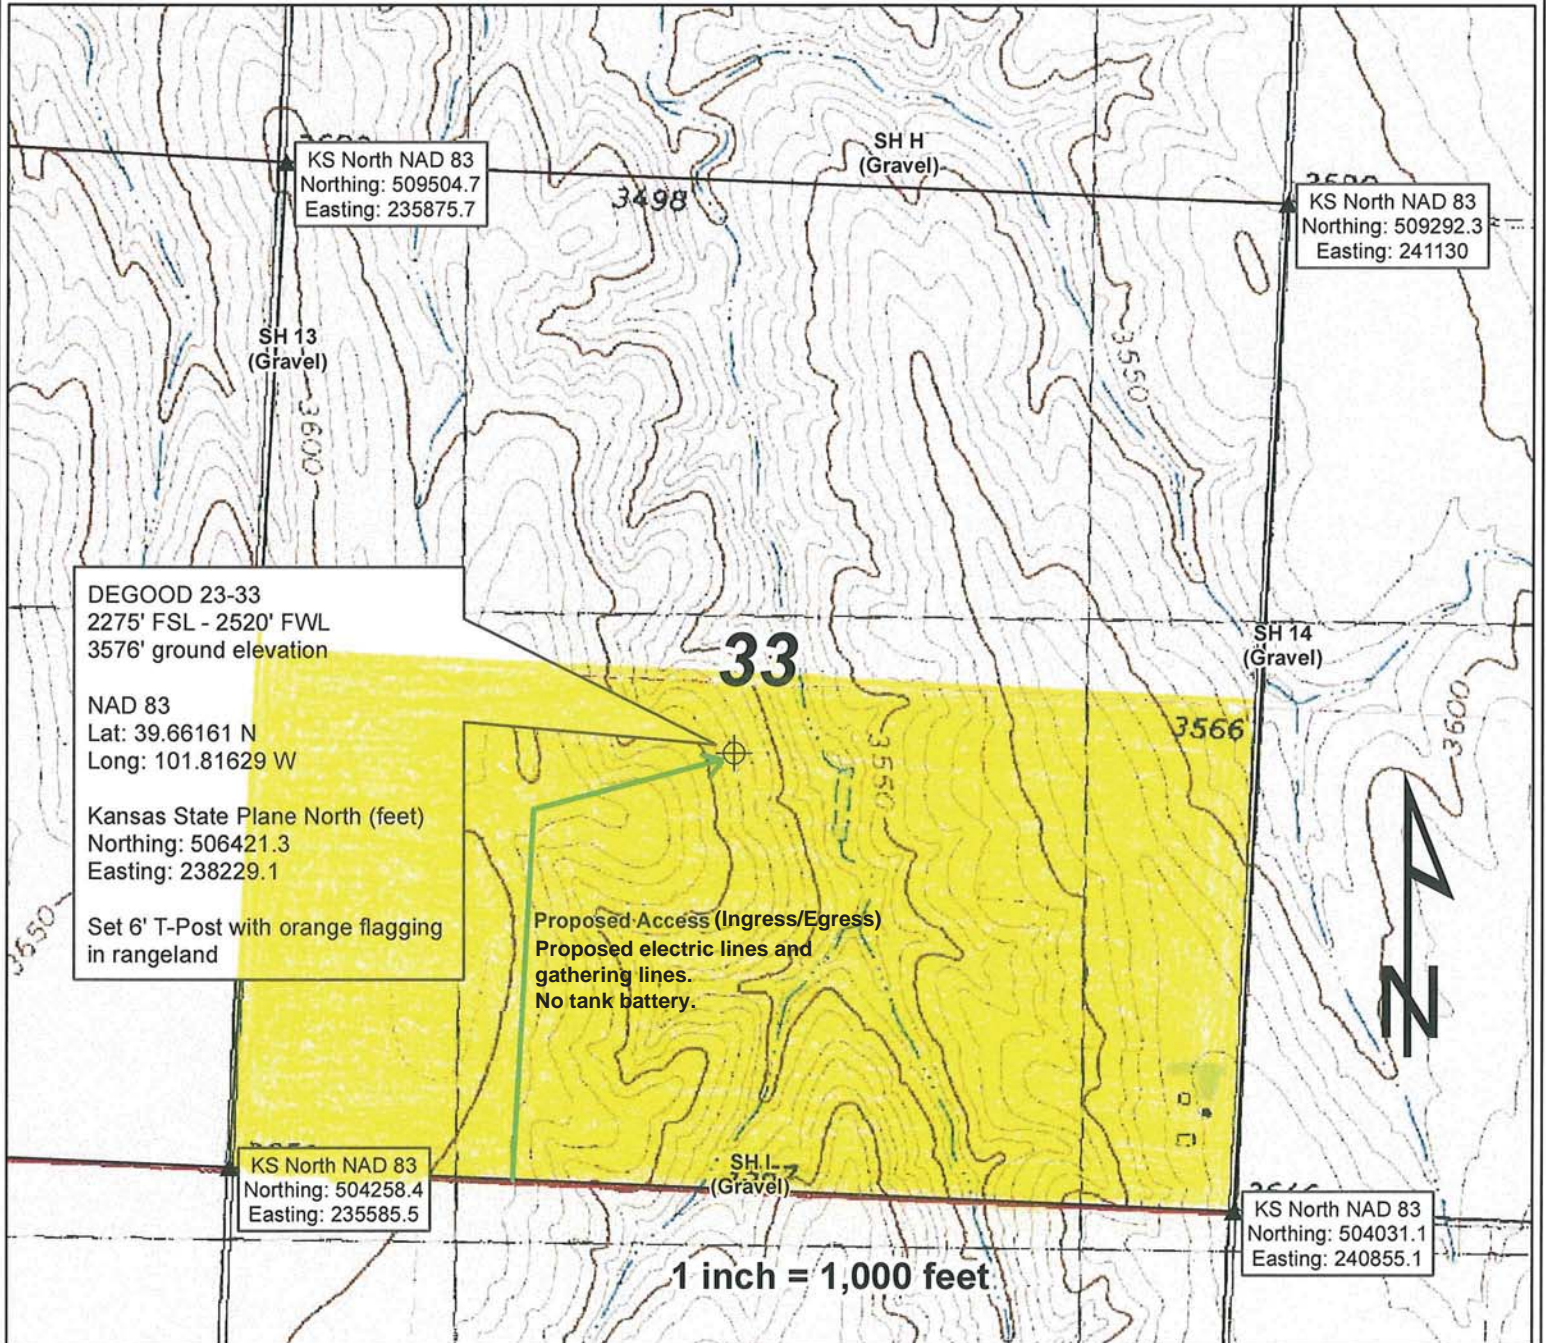 SH H
(Gravel)
KS North NAD 83
Northing: 509504.7
Easting: 235875.7
3498
KS North NAD 83
Northing: 509292.3
Easting: 241130
SH 13
(Gravel)
3600
3550
DEGOOD 23-33
2275' FSL - 2520' FWL
3576' ground elevation
NAD 83
Lat: 39.66161 N
Long: 101.81629 W
Kansas State Plane North (feet)
Northing: 506421.3
Easting: 238229.1
Set 6' T-Post with orange flagging
in rangeland
33
SH 14
(Gravel)
3566
3600
3550
3650
Proposed Access (Ingress/Egress)
Proposed electric lines and
gathering lines.
No tank battery.
N
KS North NAD 83
Northing: 504258.4
Easting: 235585.5
SH I
(Gravel)
KS North NAD 83
Northing: 504031.1
Easting: 240855.1
1 inch = 1,000 feet